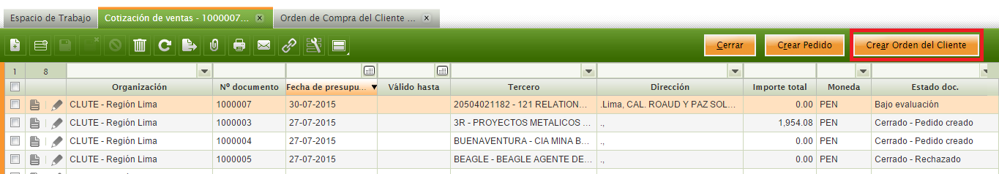 Espacio de Trabajo Cotización de ventas - 1000007... Orden de Compra del Cliente ...
Cerrar Crear Pedido Crear Orden del Cliente
1 8
Organización Nº documento Fecha de presupu... Válido hasta Tercero Dirección Importe total Moneda Estado doc.
CLUTE - Región Lima 1000007 30-07-2015 20504021182 - 121 RELATION... .Lima, CAL. ROAUD Y PAZ SOL... 0.00 PEN Bajo evaluación
CLUTE - Región Lima 1000003 27-07-2015 3R - PROYECTOS METALICOS ... ., 1,954.08 PEN Cerrado - Pedido creado
CLUTE - Región Lima 1000004 27-07-2015 BUENAVENTURA - CIA MINA B... ., 0.00 PEN Cerrado - Pedido creado
CLUTE - Región Lima 1000005 27-07-2015 BEAGLE - BEAGLE AGENTE DE... ., 0.00 PEN Cerrado - Rechazado